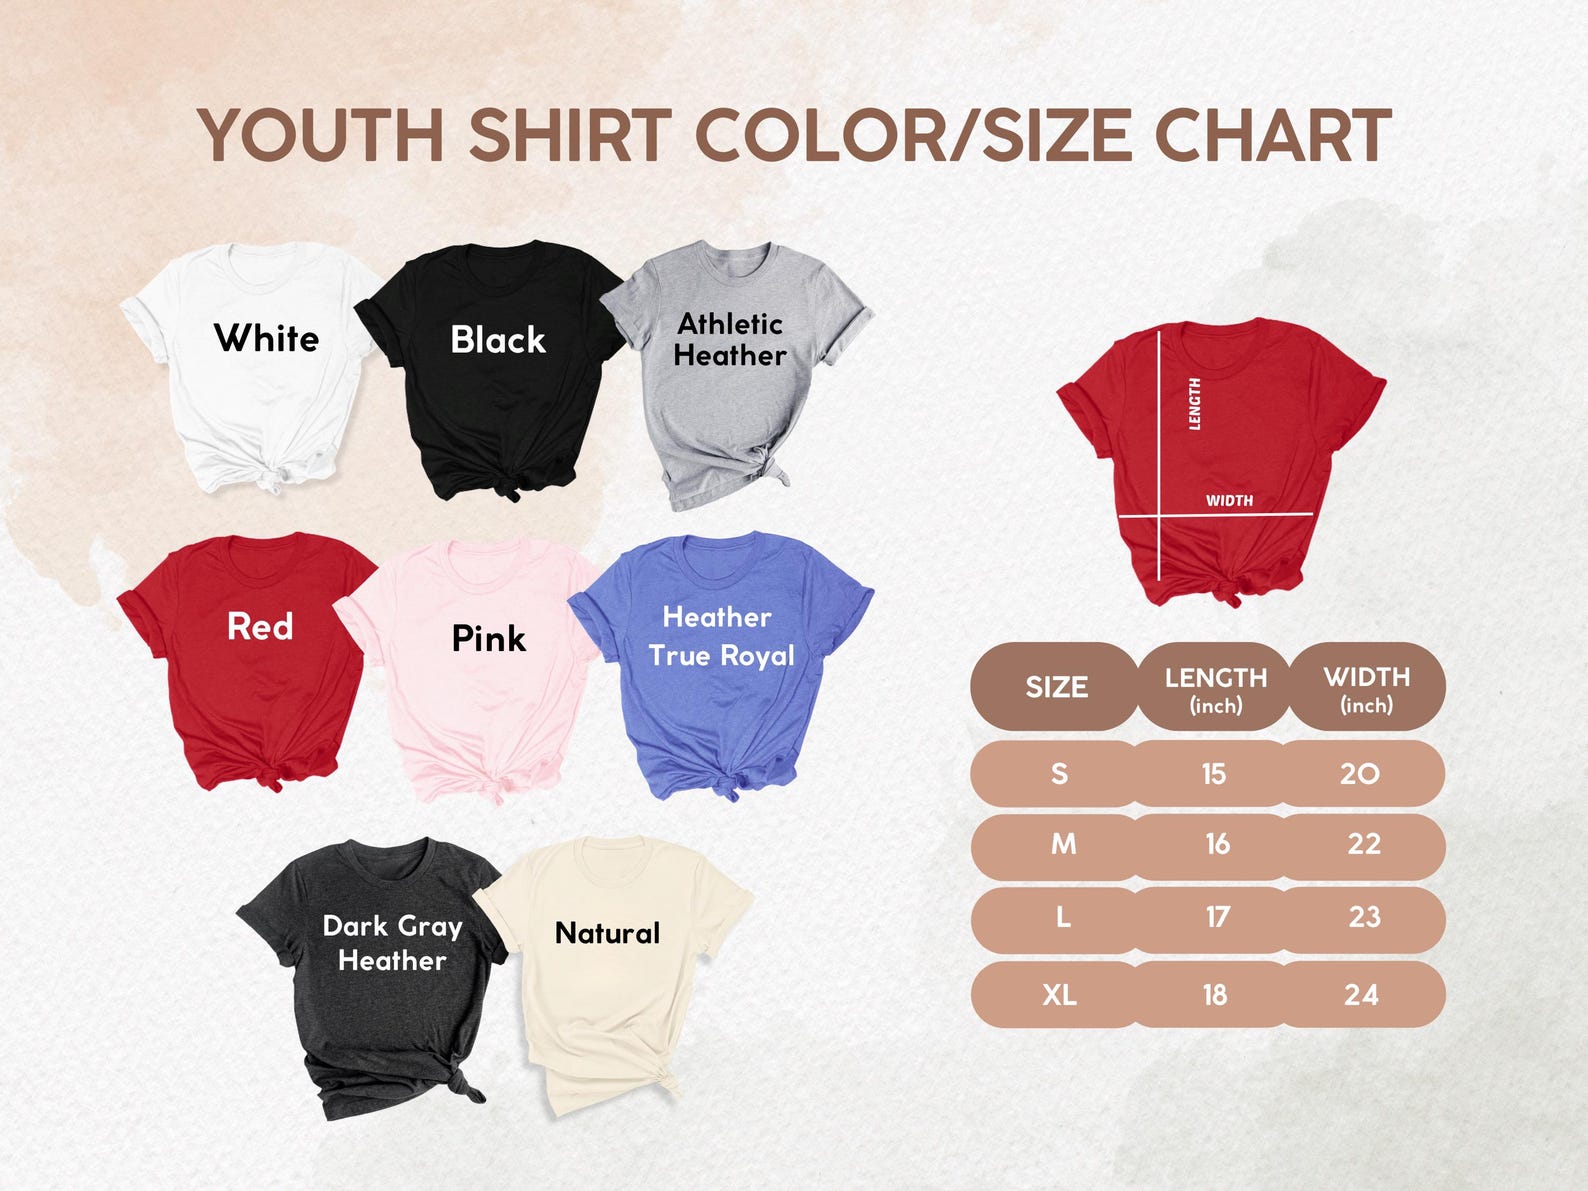 YOUTH SHIRT COLOR/SIZE CHART
White
Black
Athletic
Heather
Red
Pink
Heather
True Royal
Dark Gray
Heather
Natural
LENGTH
WIDTH
SIZE LENGTH (inch) WIDTH (inch)
S 15 20
M 16 22
L 17 23
XL 18 24